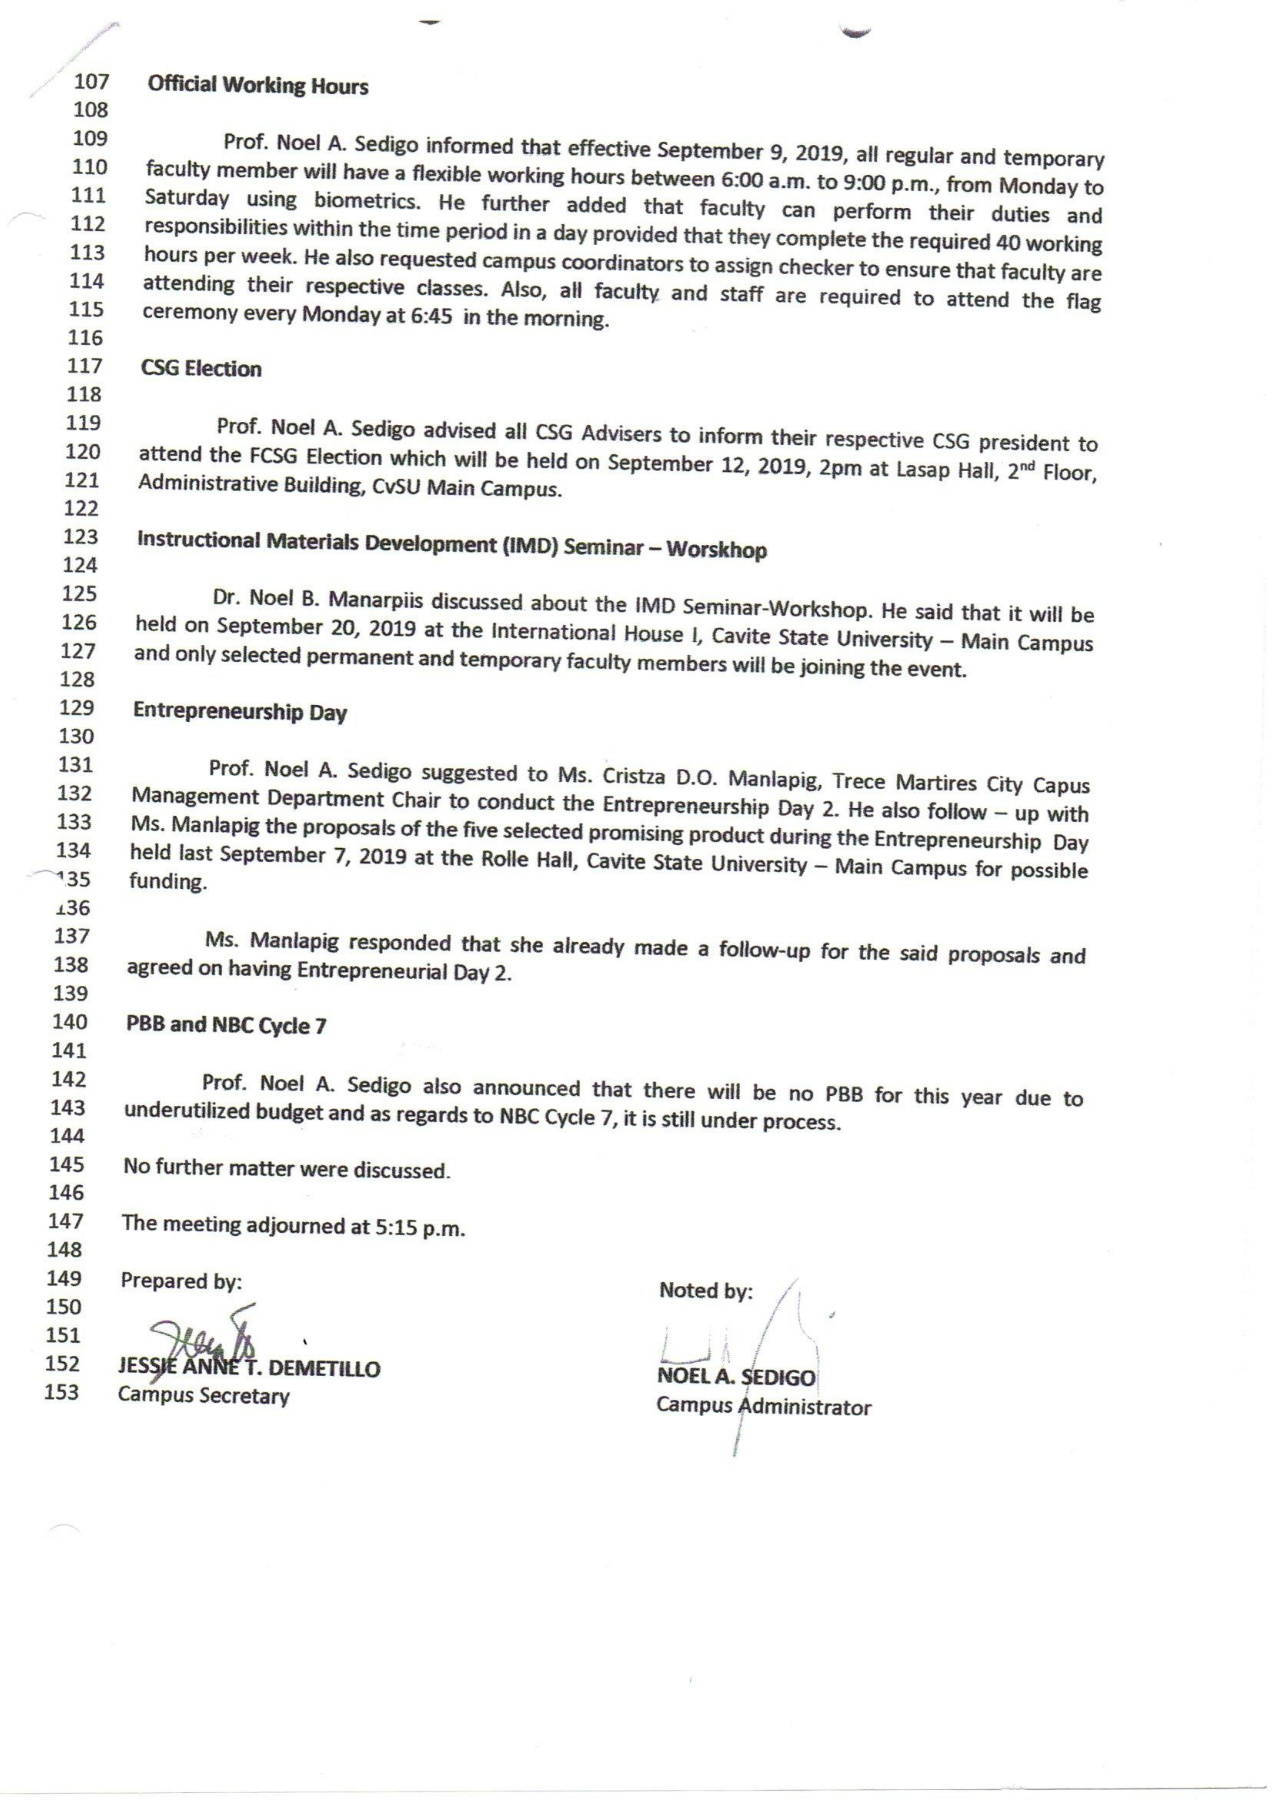 107 Official Working Hours
108
109 Prof. Noel A. Sedigo informed that effective September 9, 2019, all regular and temporary
110 faculty member will have a flexible working hours between 6:00 a.m. to 9:00 p.m., from Monday to
111 Saturday using biometrics. He further added that faculty can perform their duties and
112 responsibilities within the time period in a day provided that they complete the required 40 working
113 hours per week. He also requested campus coordinators to assign checker to ensure that faculty are
114 attending their respective classes. Also, all faculty and staff are required to attend the flag
115 ceremony every Monday at 6:45 in the morning.
116
117 CSG Election
118
119 Prof. Noel A. Sedigo advised all CSG Advisers to inform their respective CSG president to
120 attend the FCSG Election which will be held on September 12, 2019, 2pm at Lasap Hall, 2nd Floor,
121 Administrative Building, CvSU Main Campus.
122
123 Instructional Materials Development (IMD) Seminar – Worskhop
124
125 Dr. Noel B. Manarpiis discussed about the IMD Seminar-Workshop. He said that it will be
126 held on September 20, 2019 at the International House I, Cavite State University – Main Campus
127 and only selected permanent and temporary faculty members will be joining the event.
128
129 Entrepreneurship Day
130
131 Prof. Noel A. Sedigo suggested to Ms. Cristza D.O. Manlapig, Trece Martires City Capus
132 Management Department Chair to conduct the Entrepreneurship Day 2. He also follow – up with
133 Ms. Manlapig the proposals of the five selected promising product during the Entrepreneurship Day
134 held last September 7, 2019 at the Rolle Hall, Cavite State University – Main Campus for possible
135 funding.
136
137 Ms. Manlapig responded that she already made a follow-up for the said proposals and
138 agreed on having Entrepreneurial Day 2.
139
140 PBB and NBC Cycle 7
141
142 Prof. Noel A. Sedigo also announced that there will be no PBB for this year due to
143 underutilized budget and as regards to NBC Cycle 7, it is still under process.
144
145 No further matter were discussed.
146
147 The meeting adjourned at 5:15 p.m.
148
149 Prepared by: Noted by:
150
151
152 JESSIE ANNE T. DEMETILLO NOEL A. SEDIGO
153 Campus Secretary Campus Administrator